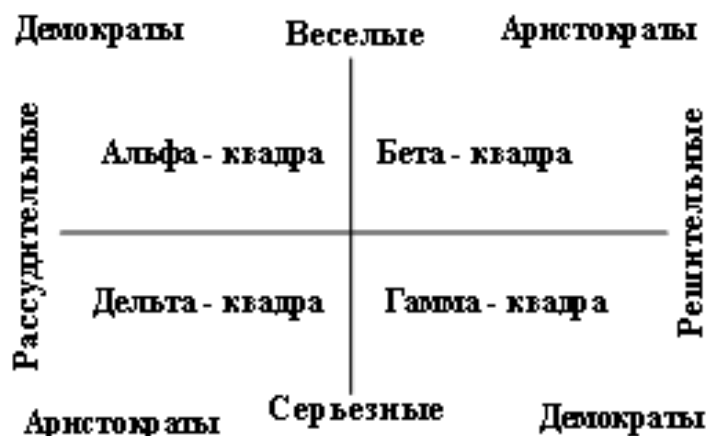 Демократы Веселые Аристократы
Рассудительные
Альфа - квадра Бета - квадра
Решительные
Дельта - квадра Гамма - квадра
Аристократы Серьезные Демократы